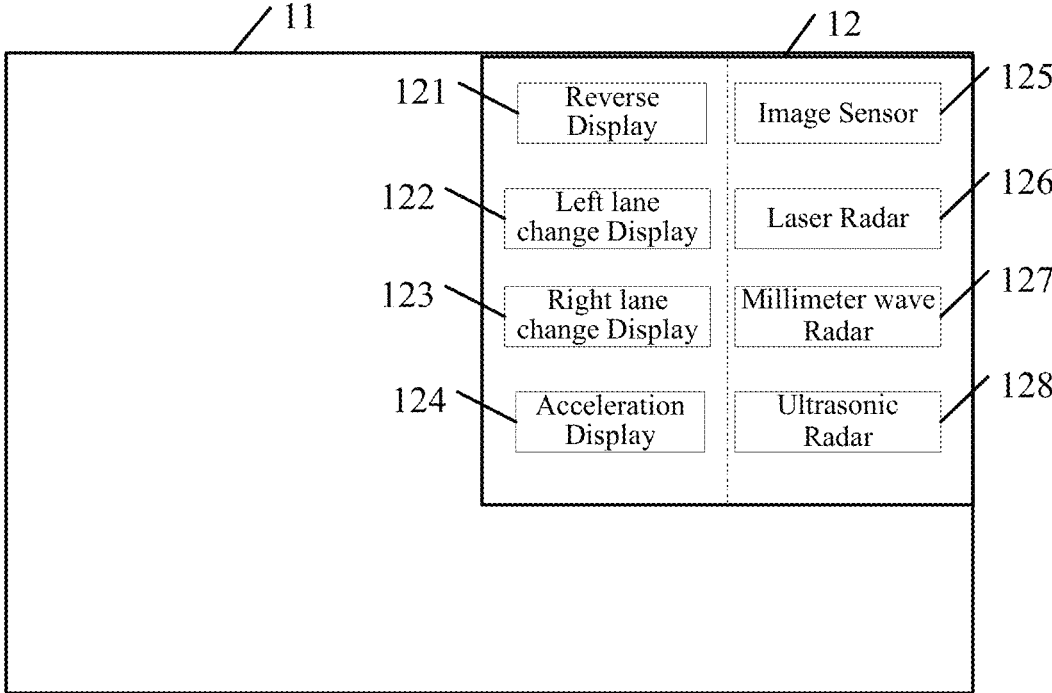 11
12
121
Reverse
Display
Image Sensor
125
122
Left lane
change Display
Laser Radar
126
123
Right lane
change Display
Millimeter wave
Radar
127
124
Acceleration
Display
Ultrasonic
Radar
128